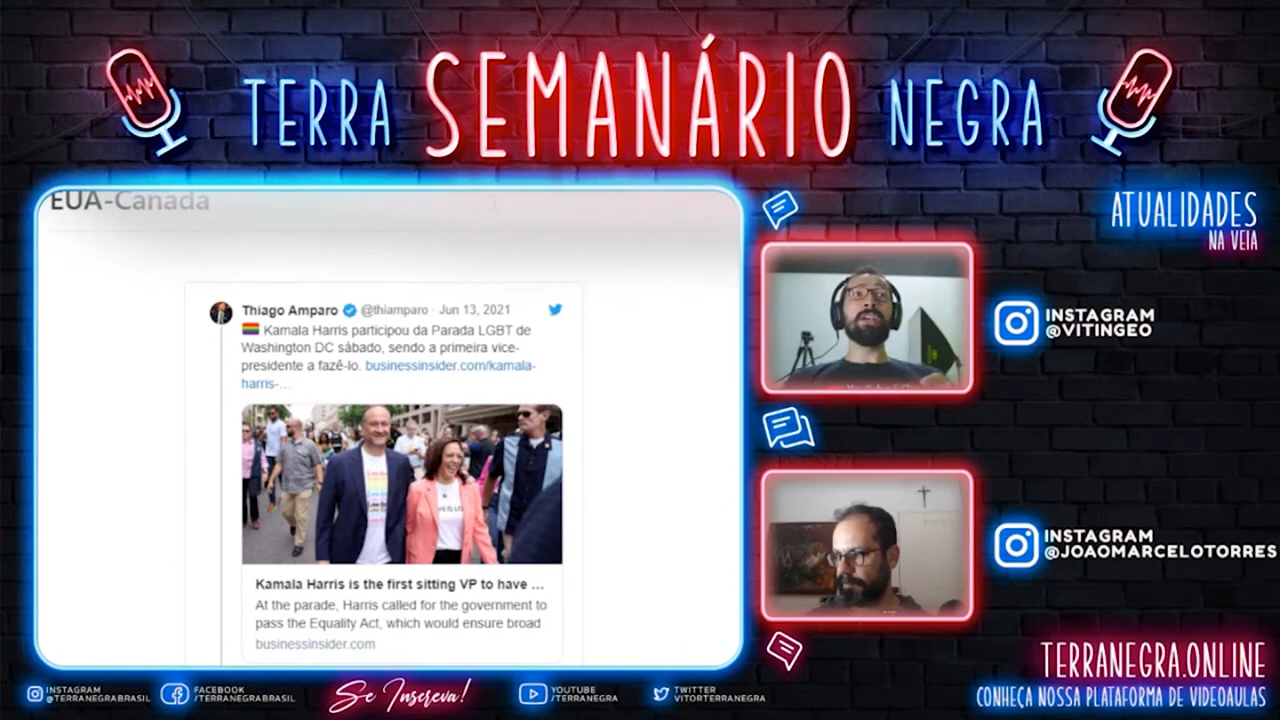 TERRA SEMANÁRIO NEGRA
EUA-Canada
Thiago Amparo @thiamparo · Jun 13, 2021
Kamala Harris participou da Parada LGBT de
Washington DC sábado, sendo a primeira vice-
presidente a fazê-lo. businessinsider.com/kamala-
harris-...
Kamala Harris is the first sitting VP to have ...
At the parade, Harris called for the government to
pass the Equality Act, which would ensure broad
businessinsider.com
ATUALIDADES
NA VEIA
INSTAGRAM
@VITINGEO
INSTAGRAM
@JOAOMARCELOTORRES
TERRANEGRA.ONLINE
CONHEÇA NOSSA PLATAFORMA DE VIDEOAULAS
INSTAGRAM
@TERRANEGRABRASIL
FACEBOOK
/TERRANEGRABRASIL
Se Inscreva!
YOUTUBE
/TERRANEGRA
TWITTER
VITORTERRANEGRA